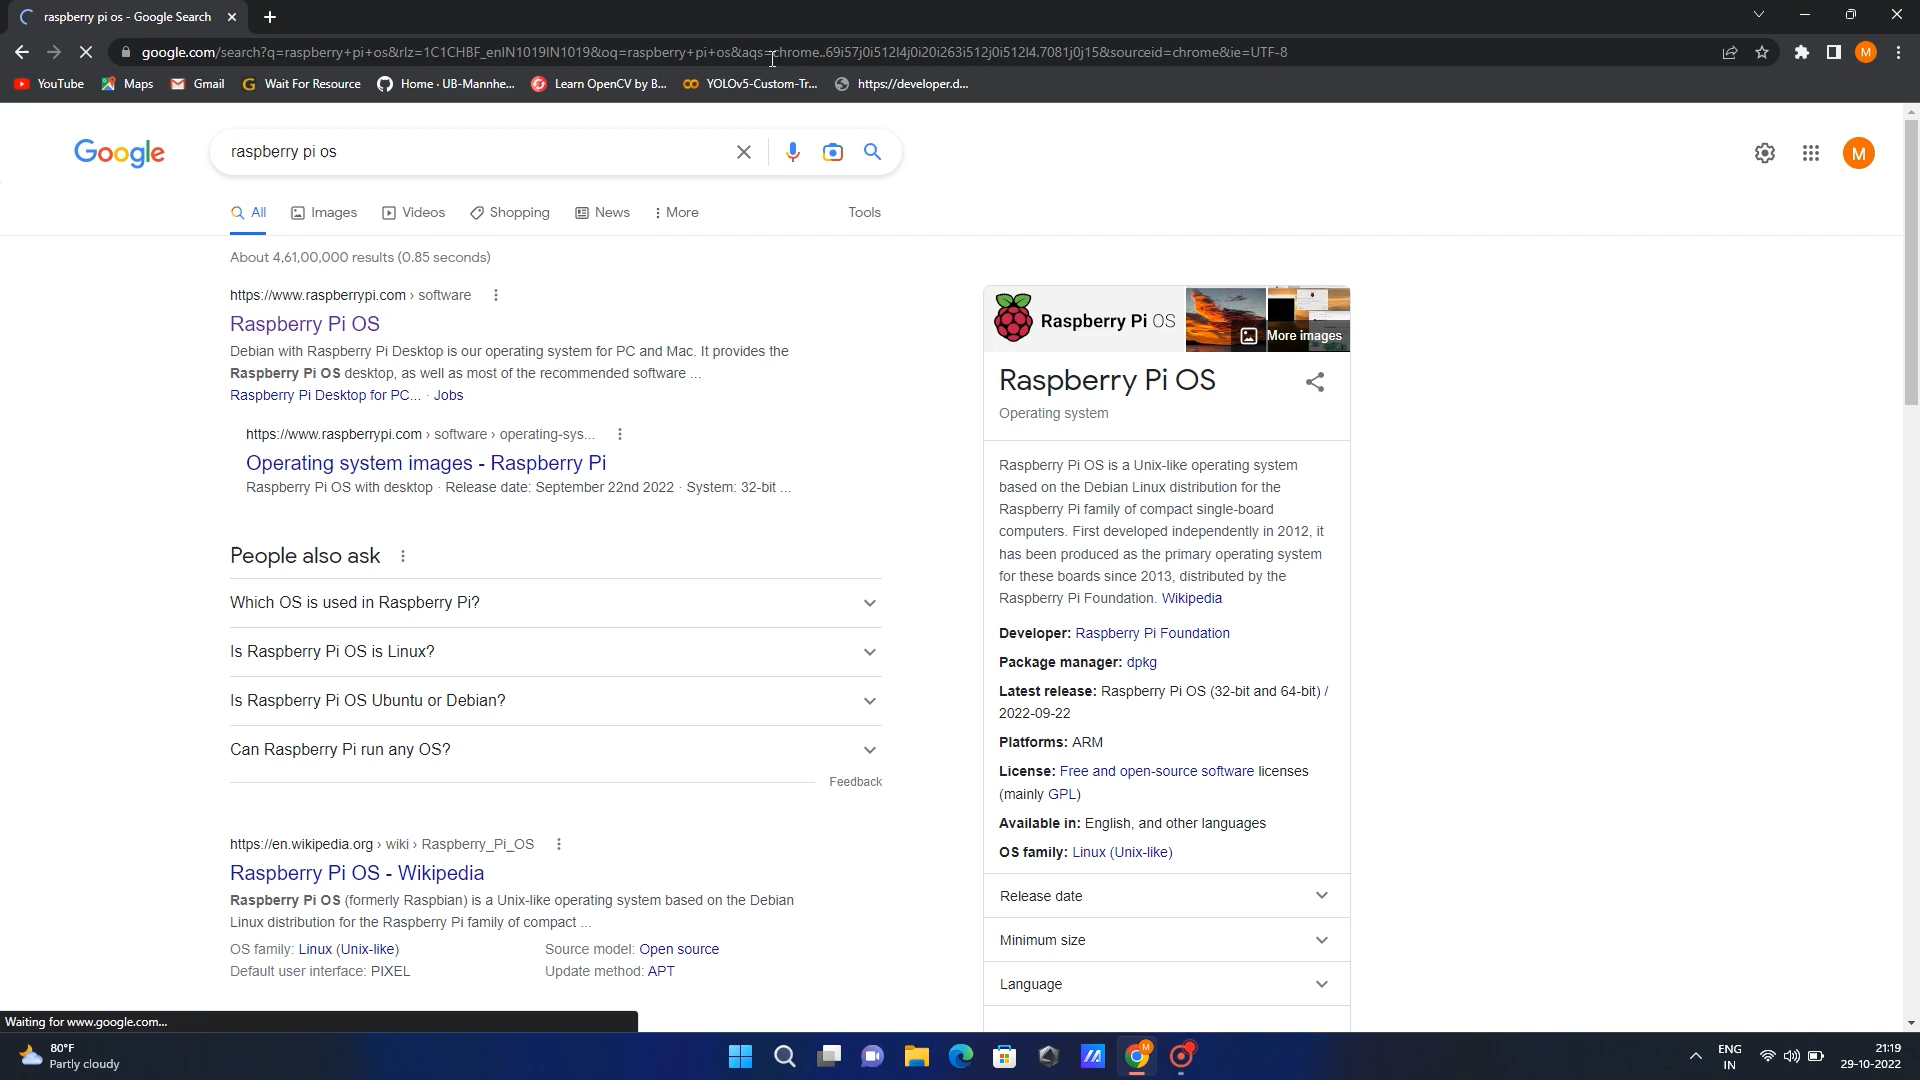 raspberry pi os - Google Search
google.com/search?q=raspberry+pi+os&rlz=1C1CHBF_enIN1019IN1019&oq=raspberry+pi+os&aqs=chrome..69i57j0i512l4j0i20i263i512j0i512l4.7081j0j15&sourceid=chrome&ie=UTF-8
M
YouTube Maps Gmail Wait For Resource Home · UB-Mannhe... Learn OpenCV by B... YOLOv5-Custom-Tr... https://developer.d...
Google
raspberry pi os
M
All Images Videos Shopping News More Tools
About 4,61,00,000 results (0.85 seconds)
https://www.raspberrypi.com › software
Raspberry Pi OS
Debian with Raspberry Pi Desktop is our operating system for PC and Mac. It provides the
Raspberry Pi OS desktop, as well as most of the recommended software ...
Raspberry Pi Desktop for PC... · Jobs
https://www.raspberrypi.com › software › operating-sys...
Operating system images - Raspberry Pi
Raspberry Pi OS with desktop · Release date: September 22nd 2022 · System: 32-bit ...
People also ask
Which OS is used in Raspberry Pi?
Is Raspberry Pi OS is Linux?
Is Raspberry Pi OS Ubuntu or Debian?
Can Raspberry Pi run any OS?
Feedback
https://en.wikipedia.org › wiki › Raspberry_Pi_OS
Raspberry Pi OS - Wikipedia
Raspberry Pi OS (formerly Raspbian) is a Unix-like operating system based on the Debian
Linux distribution for the Raspberry Pi family of compact ...
OS family: Linux (Unix-like) Source model: Open source
Default user interface: PIXEL Update method: APT
Raspberry Pi OS
More images
Raspberry Pi OS
Operating system
Raspberry Pi OS is a Unix-like operating system
based on the Debian Linux distribution for the
Raspberry Pi family of compact single-board
computers. First developed independently in 2012, it
has been produced as the primary operating system
for these boards since 2013, distributed by the
Raspberry Pi Foundation. Wikipedia
Developer: Raspberry Pi Foundation
Package manager: dpkg
Latest release: Raspberry Pi OS (32-bit and 64-bit) /
2022-09-22
Platforms: ARM
License: Free and open-source software licenses
(mainly GPL)
Available in: English, and other languages
OS family: Linux (Unix-like)
Release date
Minimum size
Language
Waiting for www.google.com...
80°F
Partly cloudy
M
ENG
IN
21:19
29-10-2022